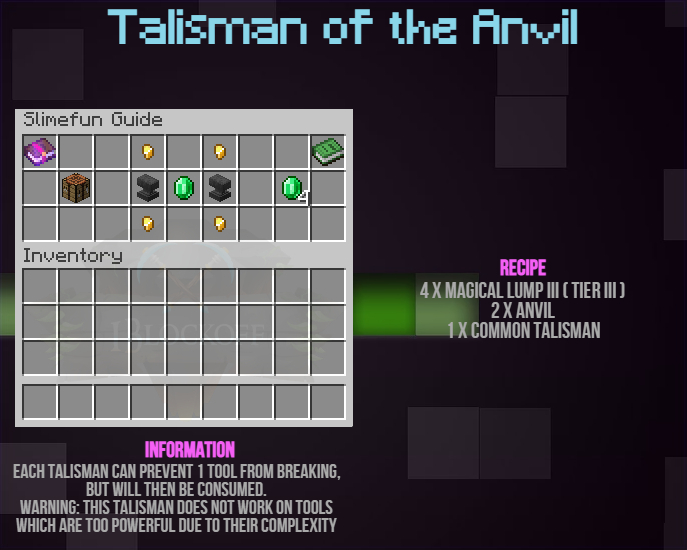 Talisman of the Anvil
Slimefun Guide
4
Inventory
BLOCKOFF
RECIPE
4 X MAGICAL LUMP III ( TIER III )
2 X ANVIL
1 X COMMON TALISMAN
INFORMATION
EACH TALISMAN CAN PREVENT 1 TOOL FROM BREAKING,
BUT WILL THEN BE CONSUMED.
WARNING: THIS TALISMAN DOES NOT WORK ON TOOLS
WHICH ARE TOO POWERFUL DUE TO THEIR COMPLEXITY